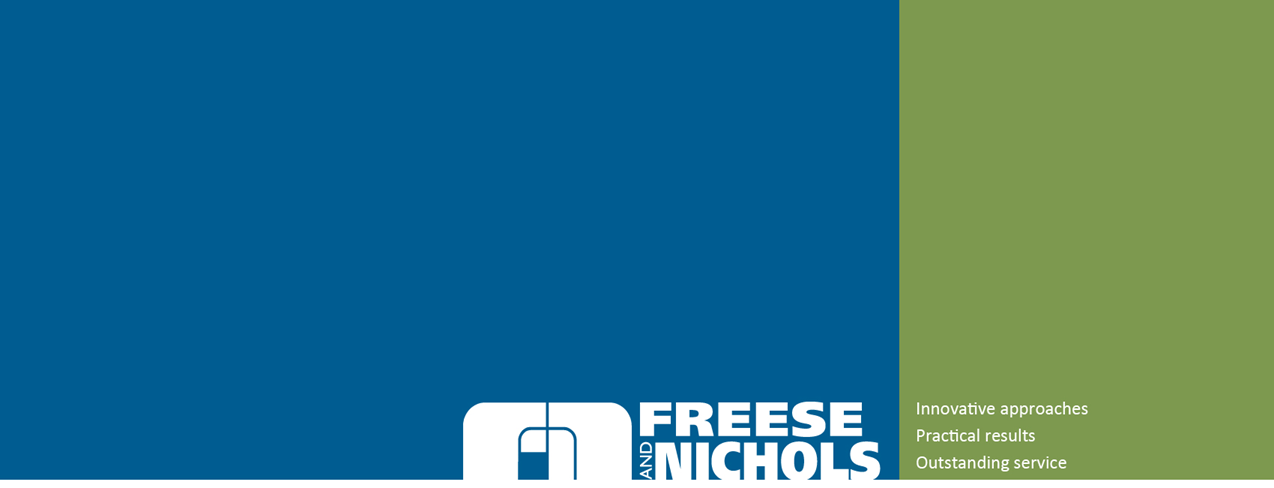 FREESE
AND
NICHOLS
Innovative approaches
Practical results
Outstanding service